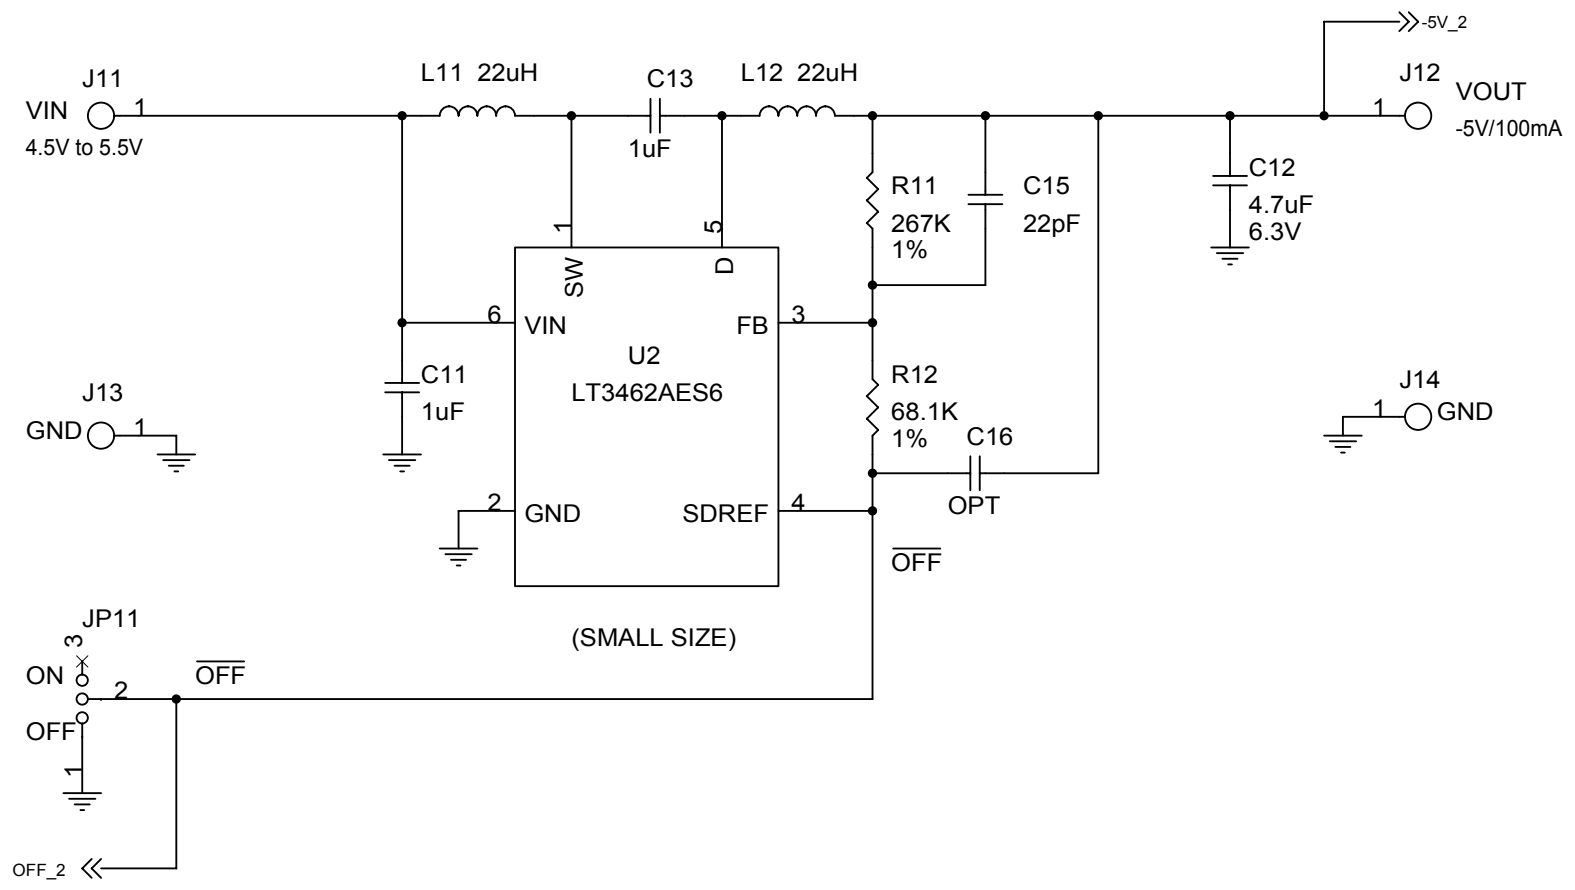 -5V_2
J11
L11 22uH
C13
L12 22uH
J12
VIN
1
1
VOUT
4.5V to 5.5V
1uF
-5V/100mA
C12
4.7uF
6.3V
R11
267K
1%
C15
22pF
1
5
SW
D
6
VIN
FB
3
U2
LT3462AES6
C11
1uF
R12
68.1K
1%
J13
GND
1
J14
1
GND
C16
OPT
2
GND
SDREF
4
OFF
(SMALL SIZE)
JP11
3
ON
2
OFF
OFF
1
OFF_2